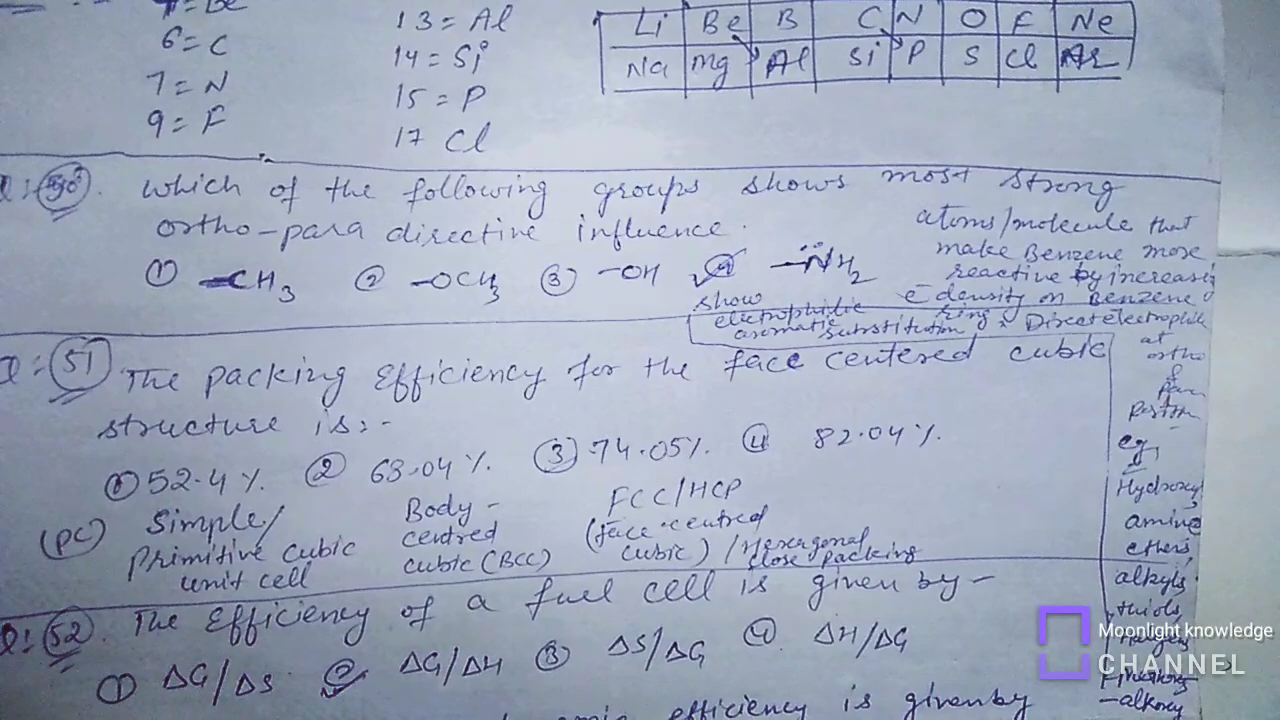 6 = C
7 = N
9 = F
13 = Al
14 = Si
15 = P
17 Cl
Li Be B C N O F Ne
Na Mg Al Si P S Cl Ar
which of the following groups shows most strong
ortho-para directive influence.
① -CH3 ② -OCH3 ③ -OH ④ -N̈H2
atoms/molecule that
make Benzene more
reactive by increasing
e- density on Benzene
ring & Direct electrophile
at
ortho
&
para
position
eg,
Hydroxy,
amine
ethers
alkyls
thiols
show
electrophilic
aromatic substitution
Q: 51 The packing Efficiency for the face centered cubic
structure is:-
① 52.4%. ② 63.04%. ③ 74.05%. ④ 82.04%.
(PC) Simple/
primitive cubic
unit cell
Body-
centred
cubic (BCC)
FCC/HCP
(face-centred
cubic) / Hexagonal
close packing
Q: 52. The Efficiency of a fuel cell is given by -
① ΔG/ΔS ② ΔG/ΔH ③ ΔS/ΔG ④ ΔH/ΔG
efficiency is given by
-alkoxy
Moonlight knowledge
CHANNEL